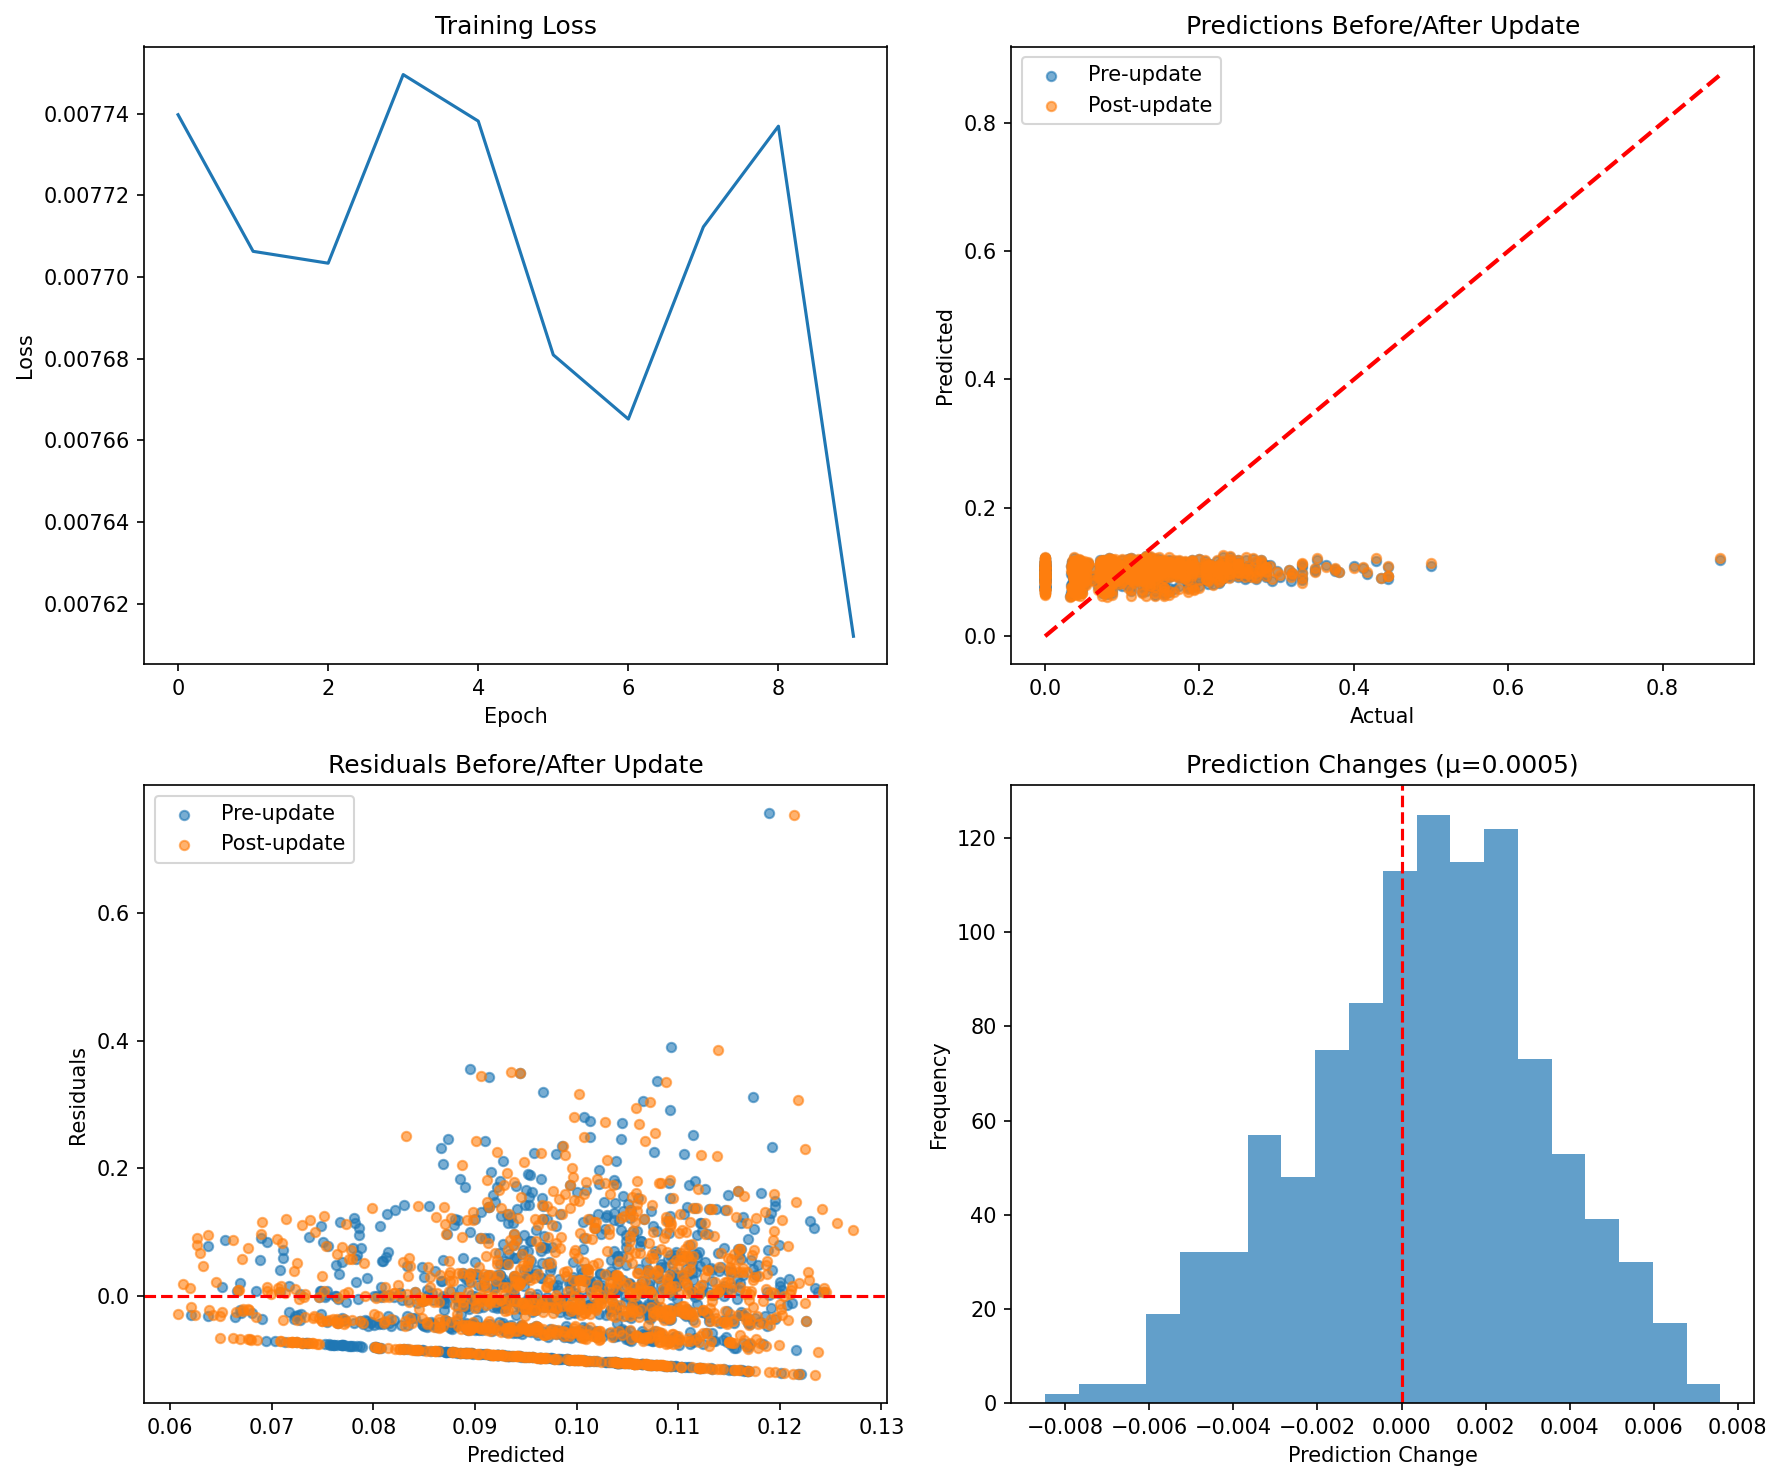 Training Loss
0.00774
0.00772
0.00770
0.00768
0.00766
0.00764
0.00762
Loss
0 2 4 6 8
Epoch
Predictions Before/After Update
Pre-update
Post-update
0.8
0.6
0.4
0.2
0.0
Predicted
0.0 0.2 0.4 0.6 0.8
Actual
Residuals Before/After Update
Pre-update
Post-update
0.6
0.4
0.2
0.0
Residuals
0.06 0.07 0.08 0.09 0.10 0.11 0.12 0.13
Predicted
Prediction Changes (μ=0.0005)
120
100
80
60
40
20
0
Frequency
−0.008 −0.006 −0.004 −0.002 0.000 0.002 0.004 0.006 0.008
Prediction Change